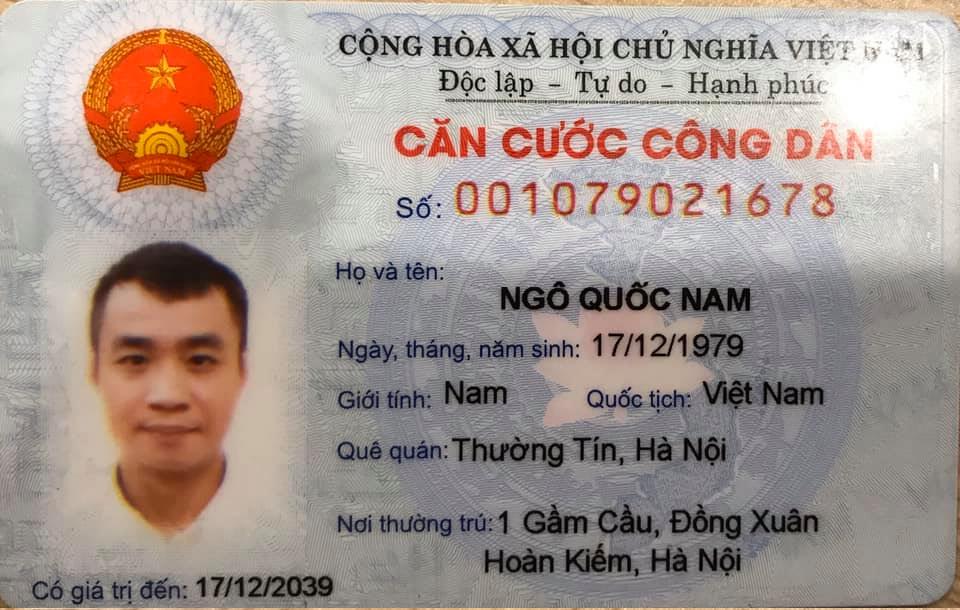 CỘNG HÒA XÃ HỘI CHỦ NGHĨA VIỆT
Độc lập - Tự do - Hạnh phúc
CĂN CƯỚC CÔNG DÂN
Số: 001079021678
Họ và tên:
NGÔ QUỐC NAM
Ngày, tháng, năm sinh: 17/12/1979
Giới tính: Nam Quốc tịch: Việt Nam
Quê quán: Thường Tín, Hà Nội
Nơi thường trú: 1 Gầm Cầu, Đồng Xuân
Hoàn Kiếm, Hà Nội
Có giá trị đến: 17/12/2039